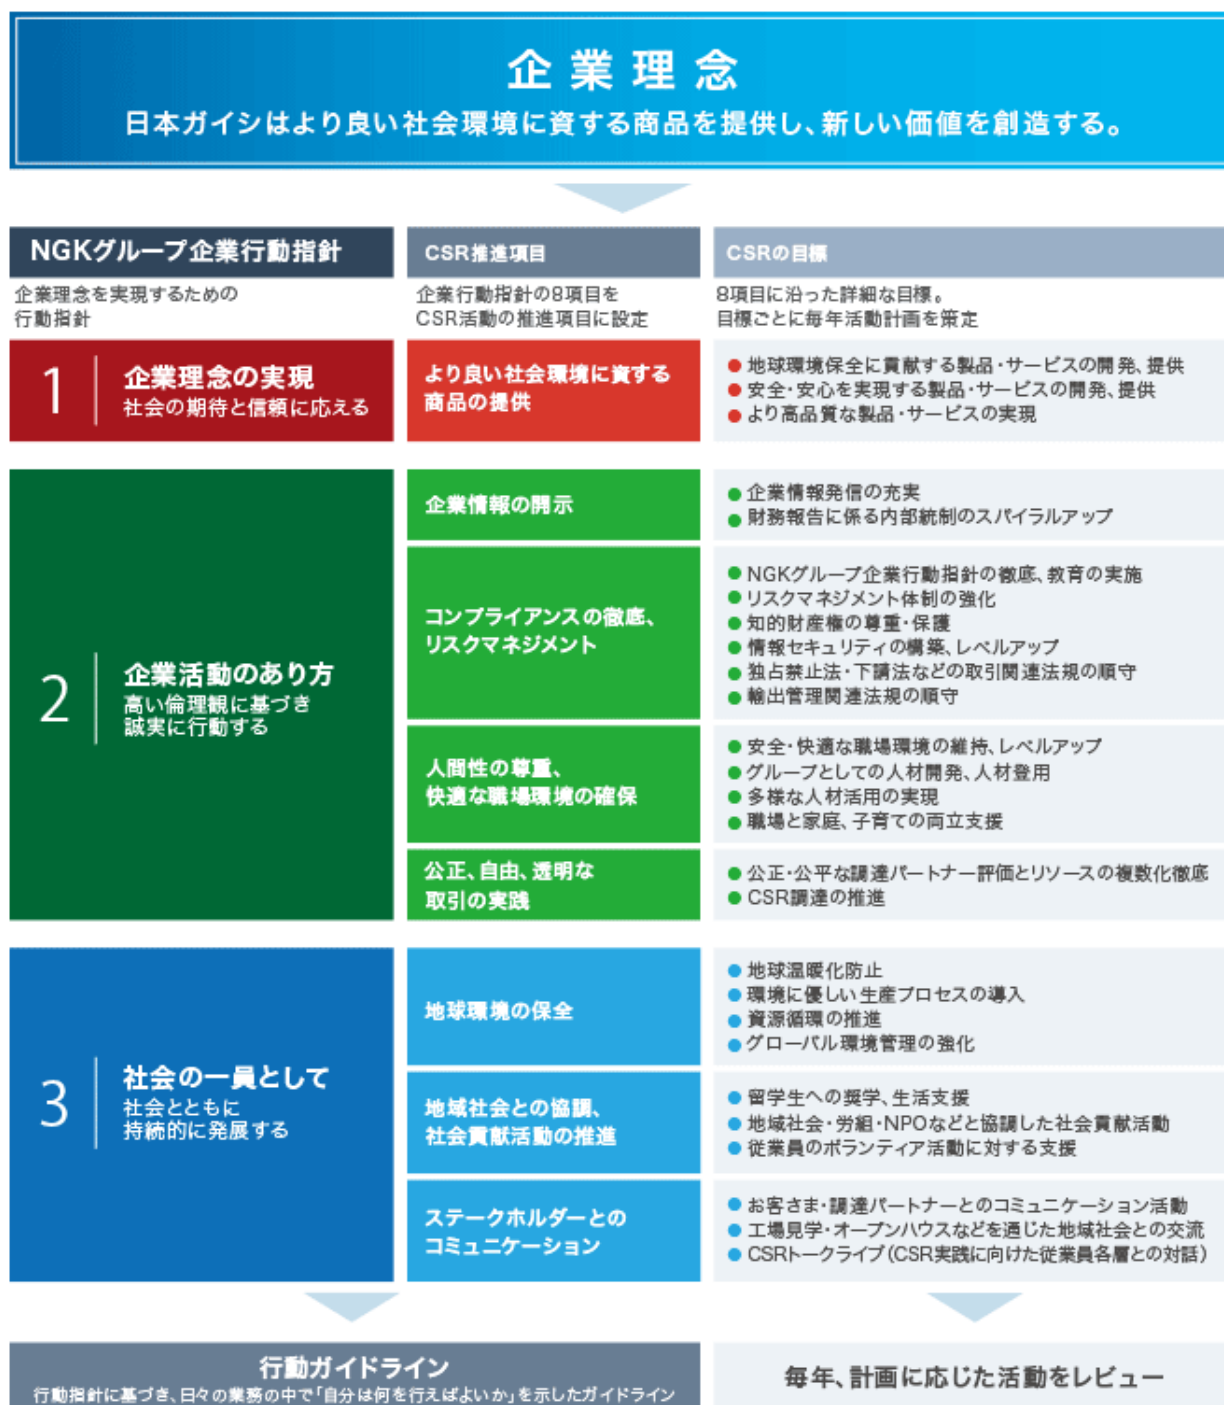 企業理念
日本ガイシはより良い社会環境に資する商品を提供し、新しい価値を創造する。
NGKグループ企業行動指針
企業理念を実現するための
行動指針
CSR推進項目
企業行動指針の8項目を
CSR活動の推進項目に設定
CSRの目標
8項目に沿った詳細な目標。
目標ごとに毎年活動計画を策定
1
企業理念の実現
社会の期待と信頼に応える
より良い社会環境に資する
商品の提供
●地球環境保全に貢献する製品・サービスの開発、提供
●安全・安心を実現する製品・サービスの開発、提供
●より高品質な製品・サービスの実現
2
企業活動のあり方
高い倫理観に基づき
誠実に行動する
企業情報の開示
●企業情報発信の充実
●財務報告に係る内部統制のスパイラルアップ
コンプライアンスの徹底、
リスクマネジメント
●NGKグループ企業行動指針の徹底、教育の実施
●リスクマネジメント体制の強化
●知的財産権の尊重・保護
●情報セキュリティの構築、レベルアップ
●独占禁止法・下請法などの取引関連法規の順守
●輸出管理関連法規の順守
人間性の尊重、
快適な職場環境の確保
●安全・快適な職場環境の維持、レベルアップ
●グループとしての人材開発、人材登用
●多様な人材活用の実現
●職場と家庭、子育ての両立支援
公正、自由、透明な
取引の実践
●公正・公平な調達パートナー評価とリソースの複数化徹底
●CSR調達の推進
3
社会の一員として
社会とともに
持続的に発展する
地球環境の保全
●地球温暖化防止
●環境に優しい生産プロセスの導入
●資源循環の推進
●グローバル環境管理の強化
地域社会との協調、
社会貢献活動の推進
●留学生への奨学、生活支援
●地域社会・労組・NPOなどと協調した社会貢献活動
●従業員のボランティア活動に対する支援
ステークホルダーとの
コミュニケーション
●お客さま・調達パートナーとのコミュニケーション活動
●工場見学・オープンハウスなどを通じた地域社会との交流
●CSRトークライブ（CSR実践に向けた従業員各層との対話）
行動ガイドライン
行動指針に基づき、日々の業務の中で「自分は何を行えばよいか」を示したガイドライン
毎年、計画に応じた活動をレビュー